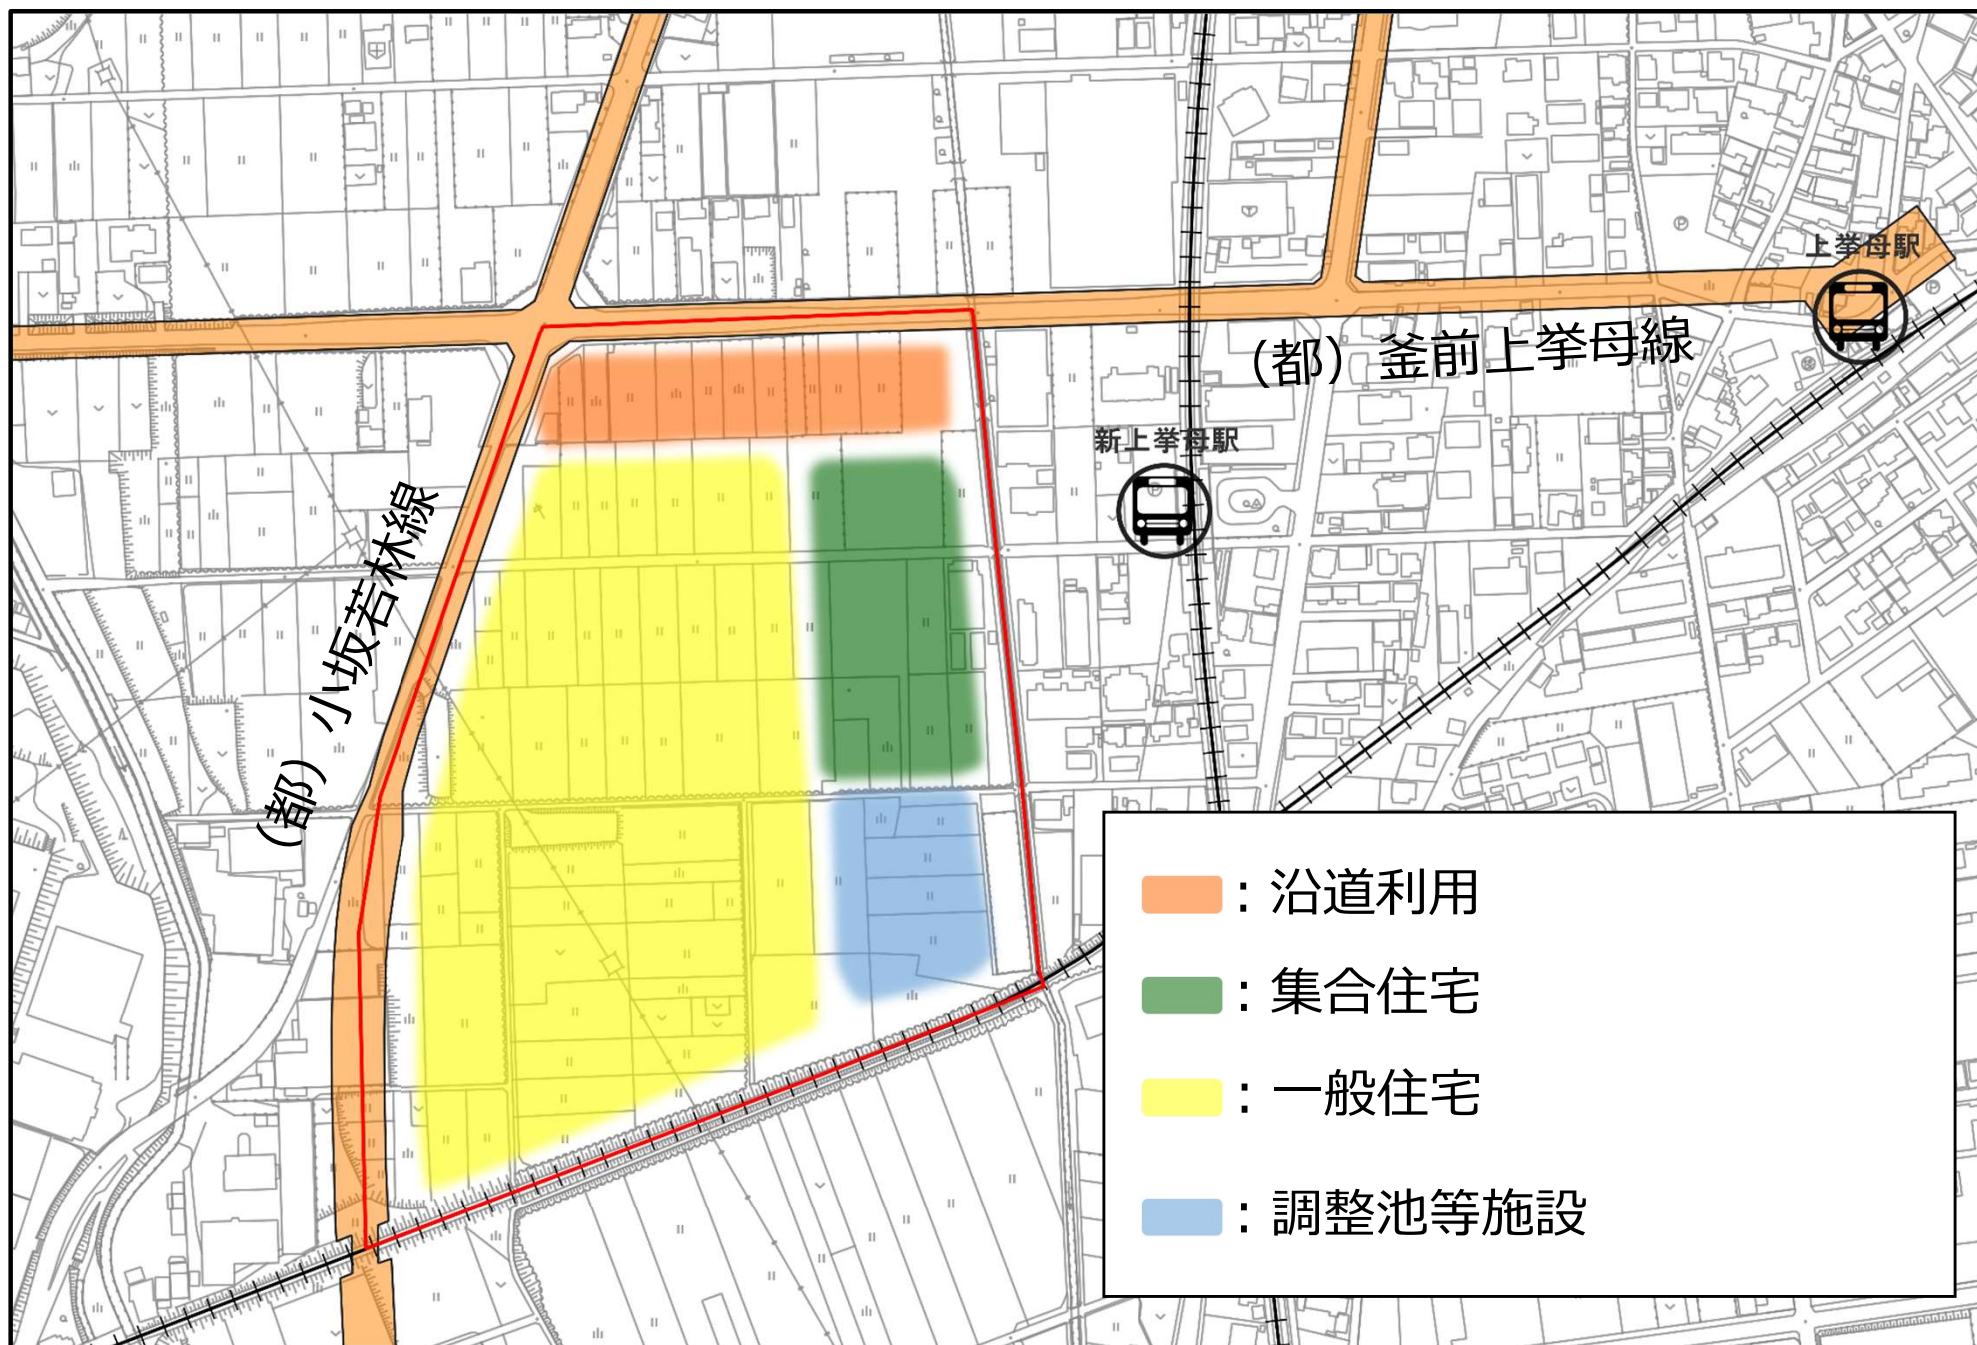 上挙母駅
（都）釜前上挙母線
新上挙母駅
（都）小坂若林線
：沿道利用
：集合住宅
：一般住宅
：調整池等施設